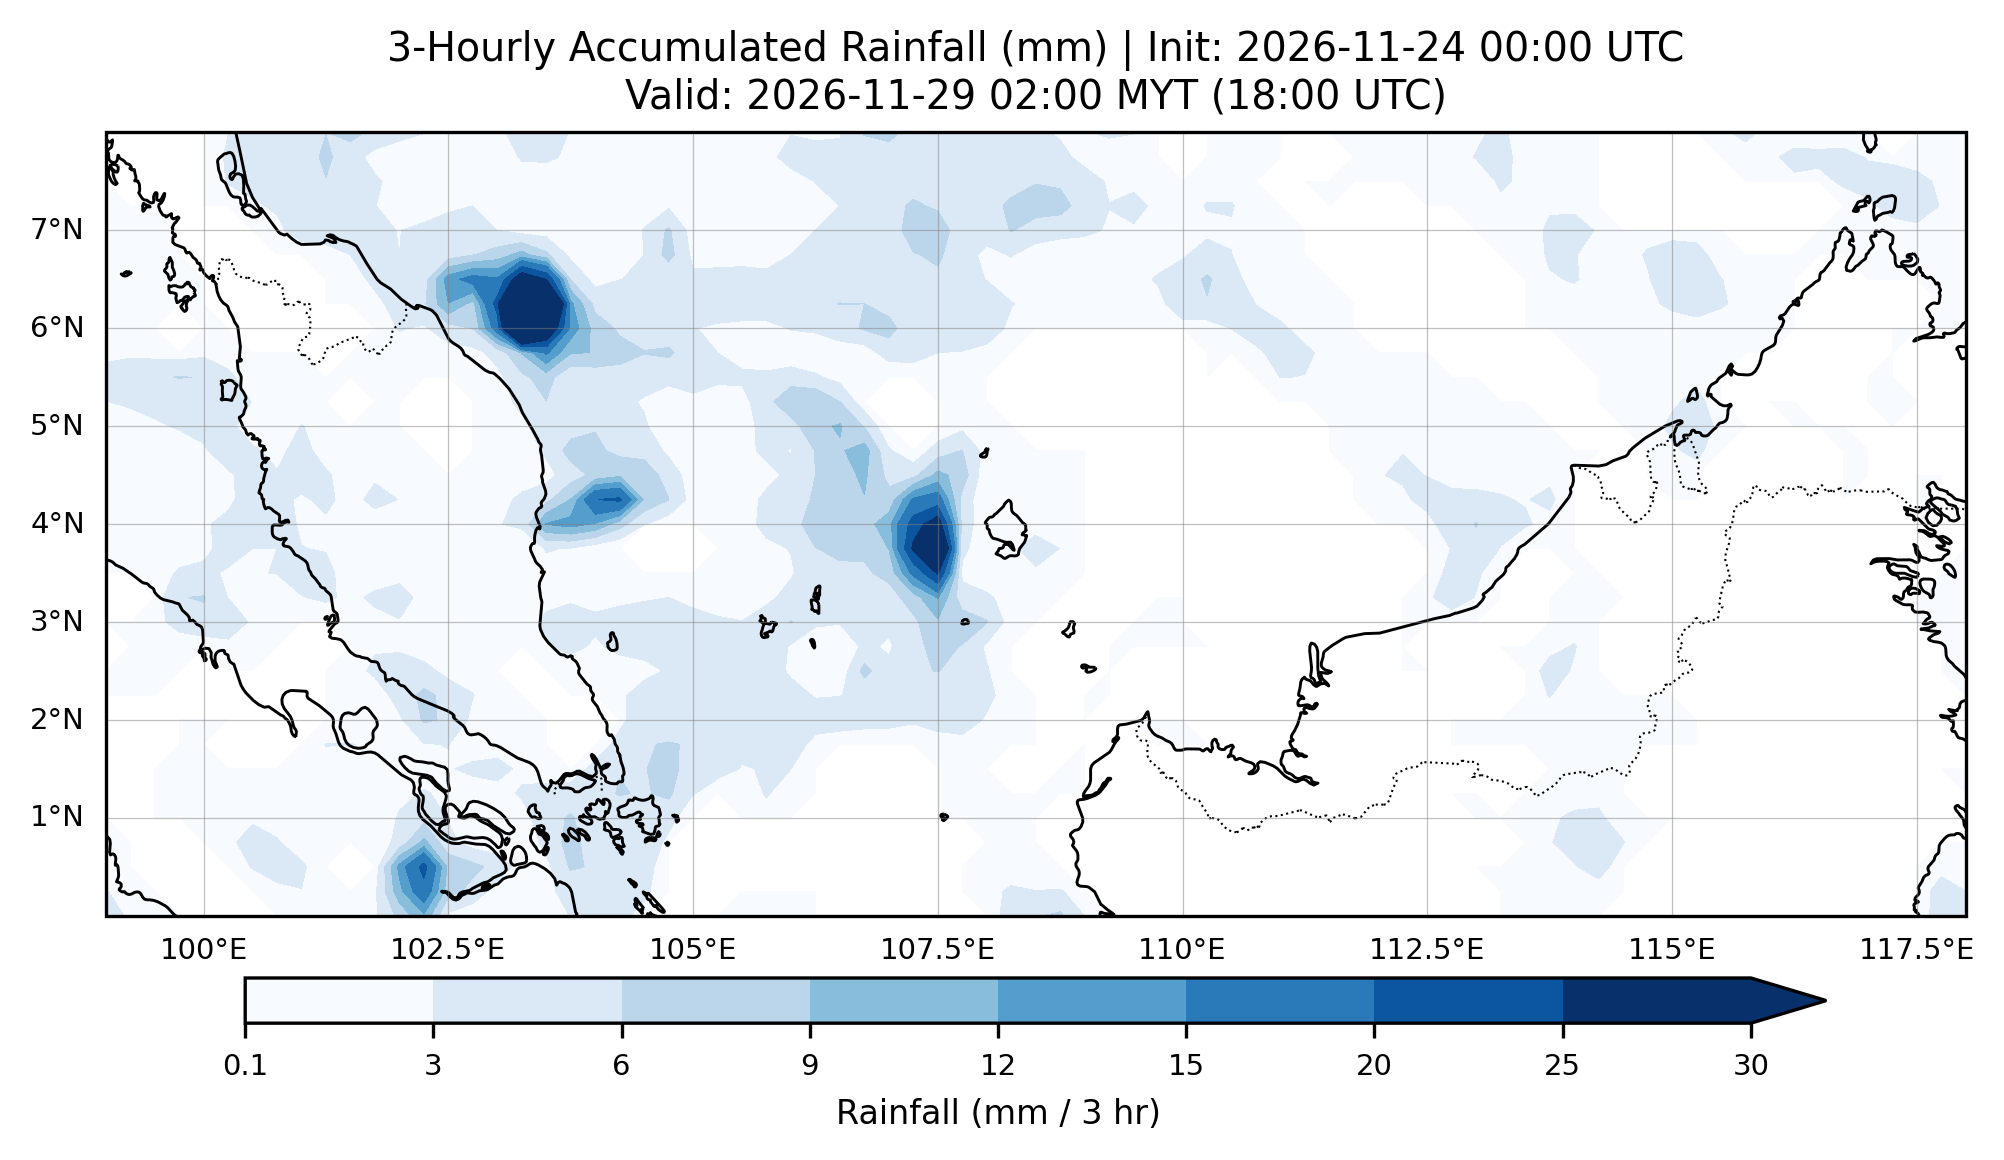 3-Hourly Accumulated Rainfall (mm) | Init: 2026-11-24 00:00 UTC
Valid: 2026-11-29 02:00 MYT (18:00 UTC)
7°N
6°N
5°N
4°N
3°N
2°N
1°N
100°E 102.5°E 105°E 107.5°E 110°E 112.5°E 115°E 117.5°E
0.1 3 6 9 12 15 20 25 30
Rainfall (mm / 3 hr)